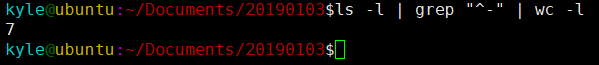 kyle@ubuntu:~/Documents/20190103$ls -l | grep "^-" | wc -l
7
kyle@ubuntu:~/Documents/20190103$